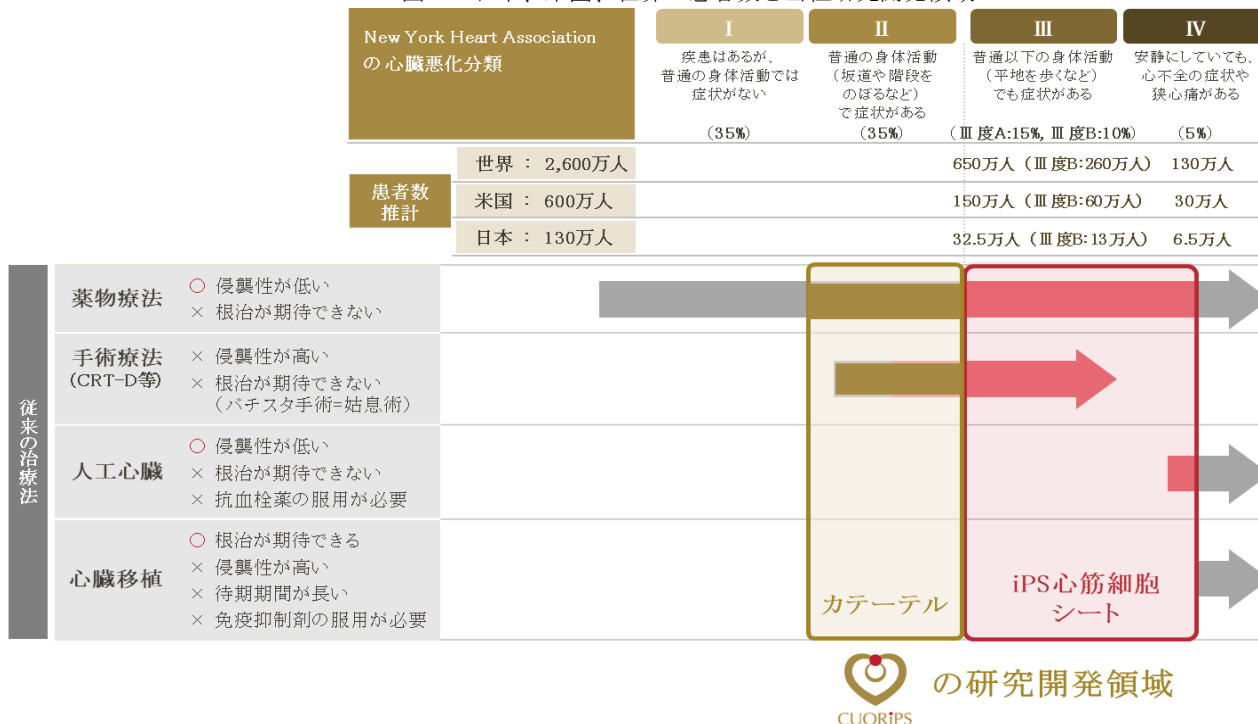 New York Heart Association
の心臓悪化分類
I
疾患はあるが、
普通の身体活動では
症状がない
(35%)
II
普通の身体活動
(坂道や階段を
のぼるなど)
で症状がある
(35%)
III
普通以下の身体活動
(平地を歩くなど)
でも症状がある
(Ⅲ度A:15%, Ⅲ度B:10%)
IV
安静にしていても、
心不全の症状や
狭心痛がある
(5%)
患者数
推計
世界 : 2,600万人
650万人 (Ⅲ度B:260万人)
130万人
米国 : 600万人
150万人 (Ⅲ度B:60万人)
30万人
日本 : 130万人
32.5万人 (Ⅲ度B:13万人)
6.5万人
従来の治療法
薬物療法
○ 侵襲性が低い
× 根治が期待できない
手術療法
(CRT-D等)
× 侵襲性が高い
× 根治が期待できない
(バチスタ手術=姑息術)
人工心臓
○ 侵襲性が低い
× 根治が期待できない
× 抗血栓薬の服用が必要
心臓移植
○ 根治が期待できる
× 侵襲性が高い
× 待期期間が長い
× 免疫抑制剤の服用が必要
カテーテル
iPS心筋細胞
シート
の研究開発領域
CUORiPS